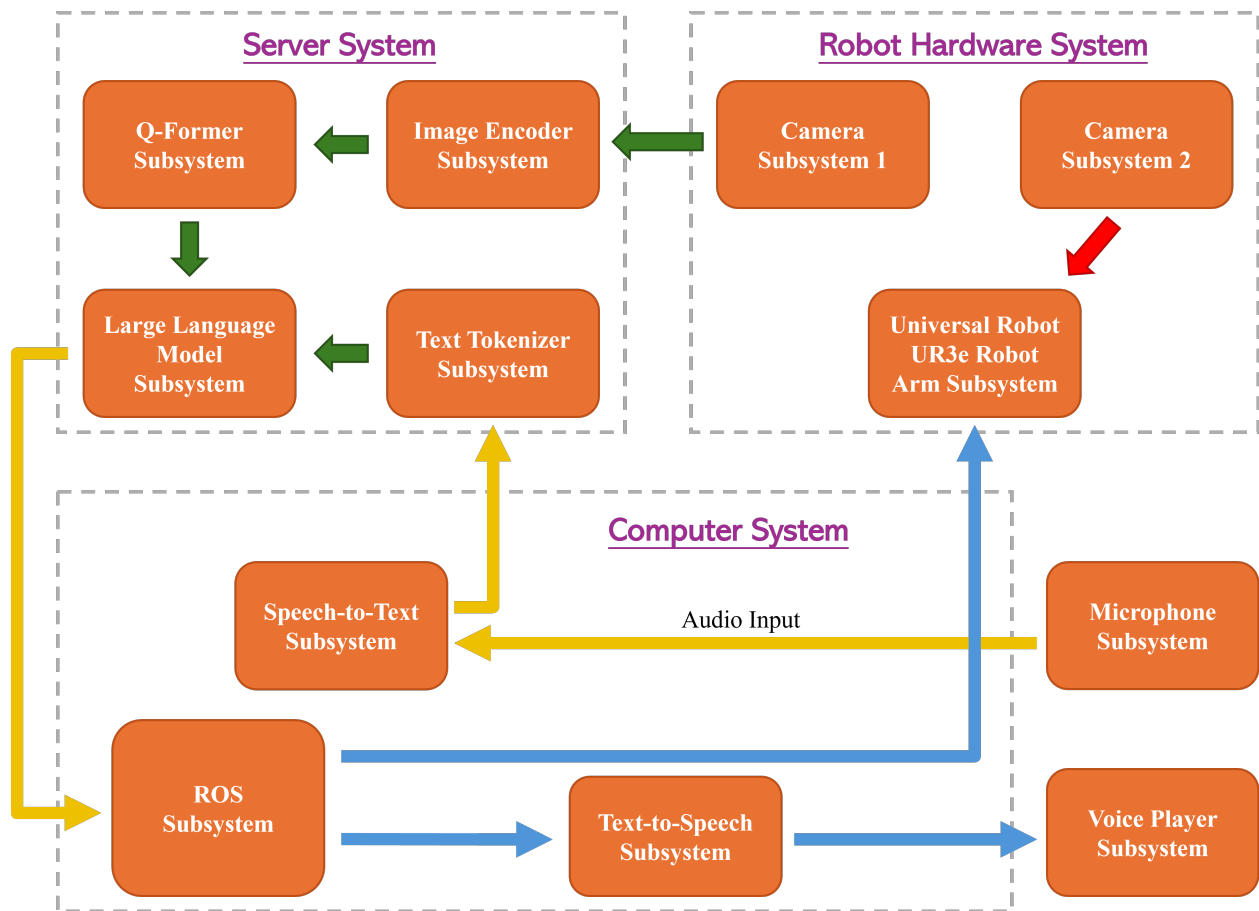 Server System
Q-Former
Subsystem
Image Encoder
Subsystem
Large Language
Model
Subsystem
Text Tokenizer
Subsystem
Robot Hardware System
Camera
Subsystem 1
Camera
Subsystem 2
Universal Robot
UR3e Robot
Arm Subsystem
Computer System
Speech-to-Text
Subsystem
Audio Input
Microphone
Subsystem
ROS
Subsystem
Text-to-Speech
Subsystem
Voice Player
Subsystem